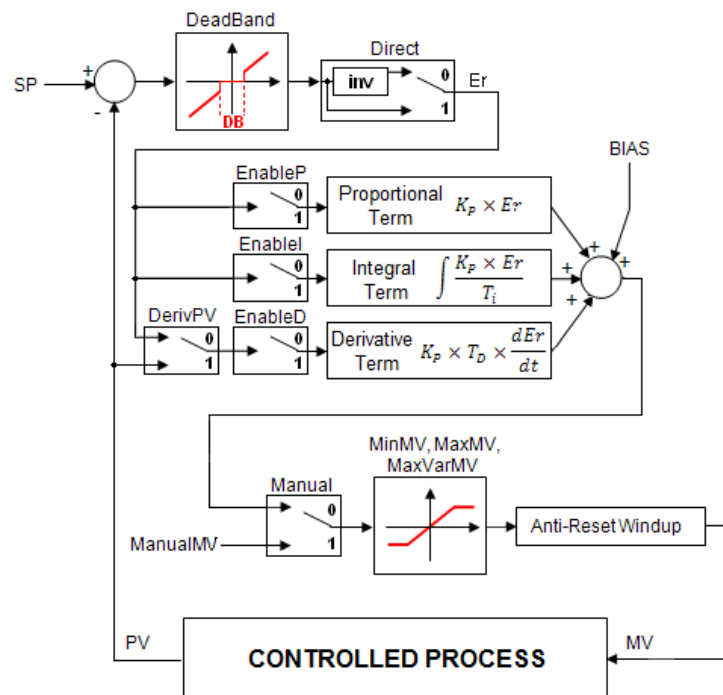 DeadBand
Direct
SP
+
-
DB
inv
0
1
Er
BIAS
EnableP
0
1
Proportional
Term
K_P × Er
EnableI
0
1
Integral
Term
∫ K_P × Er / T_i
DerivPV
0
1
EnableD
0
1
Derivative
Term
K_P × T_D × dEr / dt
+
+
+
+
+
MinMV, MaxMV,
MaxVarMV
Manual
0
1
ManualMV
Anti-Reset Windup
PV
CONTROLLED PROCESS
MV